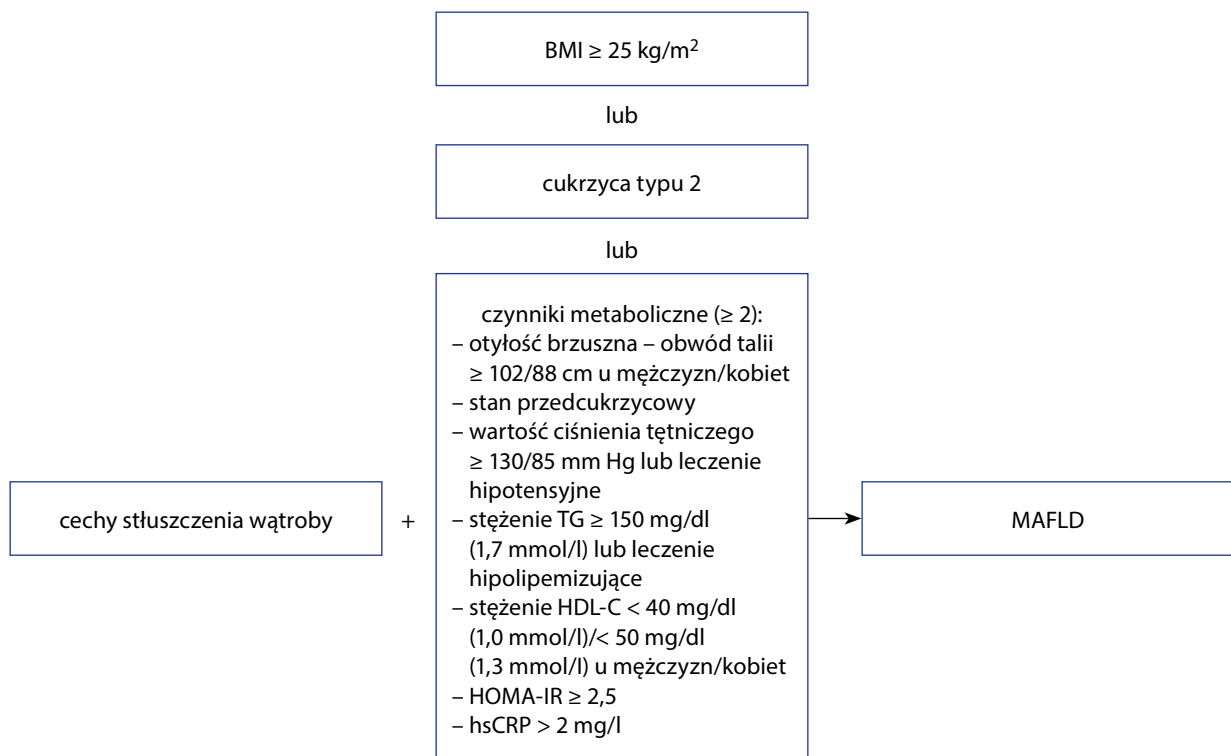 BMI ≥ 25 kg/m²
lub
cukrzyca typu 2
lub
czynniki metaboliczne (≥ 2):
– otyłość brzuszna – obwód talii
≥ 102/88 cm u mężczyzn/kobiet
– stan przedcukrzycowy
– wartość ciśnienia tętniczego
≥ 130/85 mm Hg lub leczenie
hipotensyjne
– stężenie TG ≥ 150 mg/dl
(1,7 mmol/l) lub leczenie
hipolipemizujące
– stężenie HDL-C < 40 mg/dl
(1,0 mmol/l)/< 50 mg/dl
(1,3 mmol/l) u mężczyzn/kobiet
– HOMA-IR ≥ 2,5
– hsCRP > 2 mg/l
cechy stłuszczenia wątroby
+
MAFLD